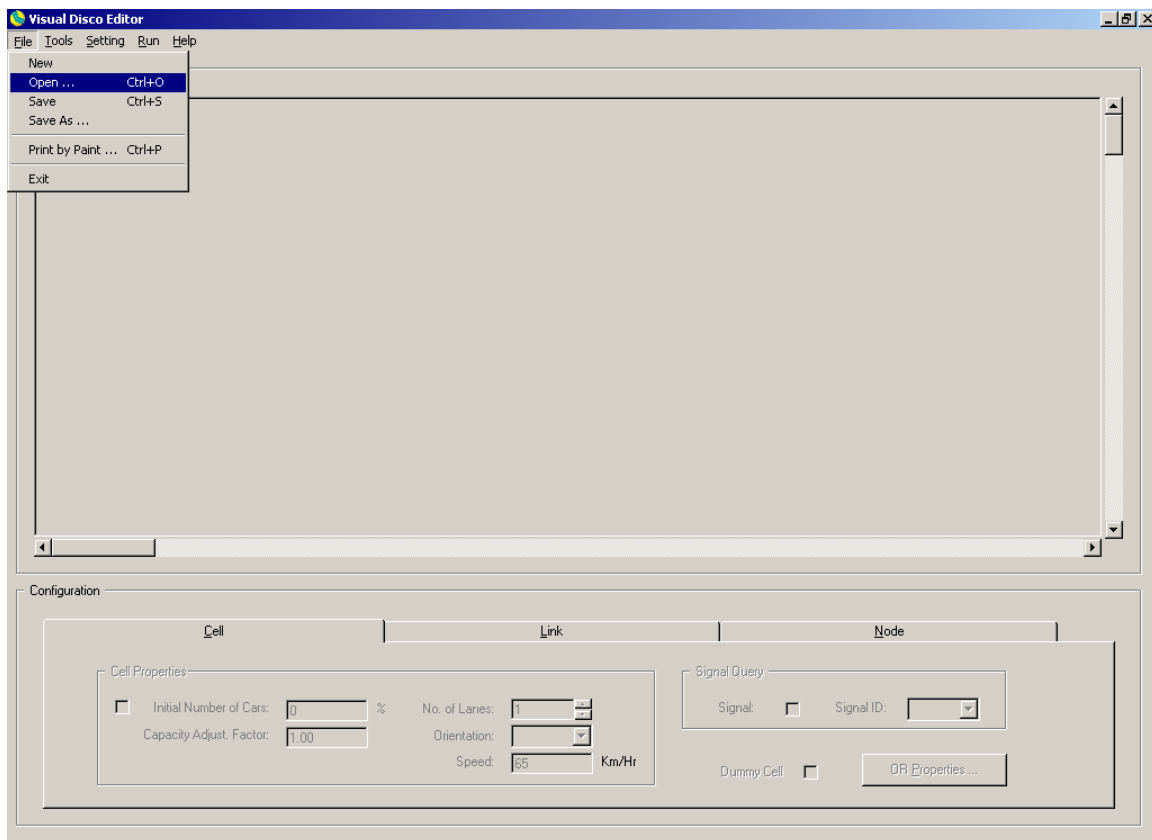 Visual Disco Editor
File Tools Setting Run Help
New
Open ... Ctrl+O
Save Ctrl+S
Save As ...
Print by Paint ... Ctrl+P
Exit
Configuration
Cell Link Node
Cell Properties
Initial Number of Cars: 0 % No. of Lanes: 1
Capacity Adjust. Factor: 1.00 Orientation:
Speed: 65 Km/Hr
Signal Query
Signal: Signal ID:
Dummy Cell OR Properties ...